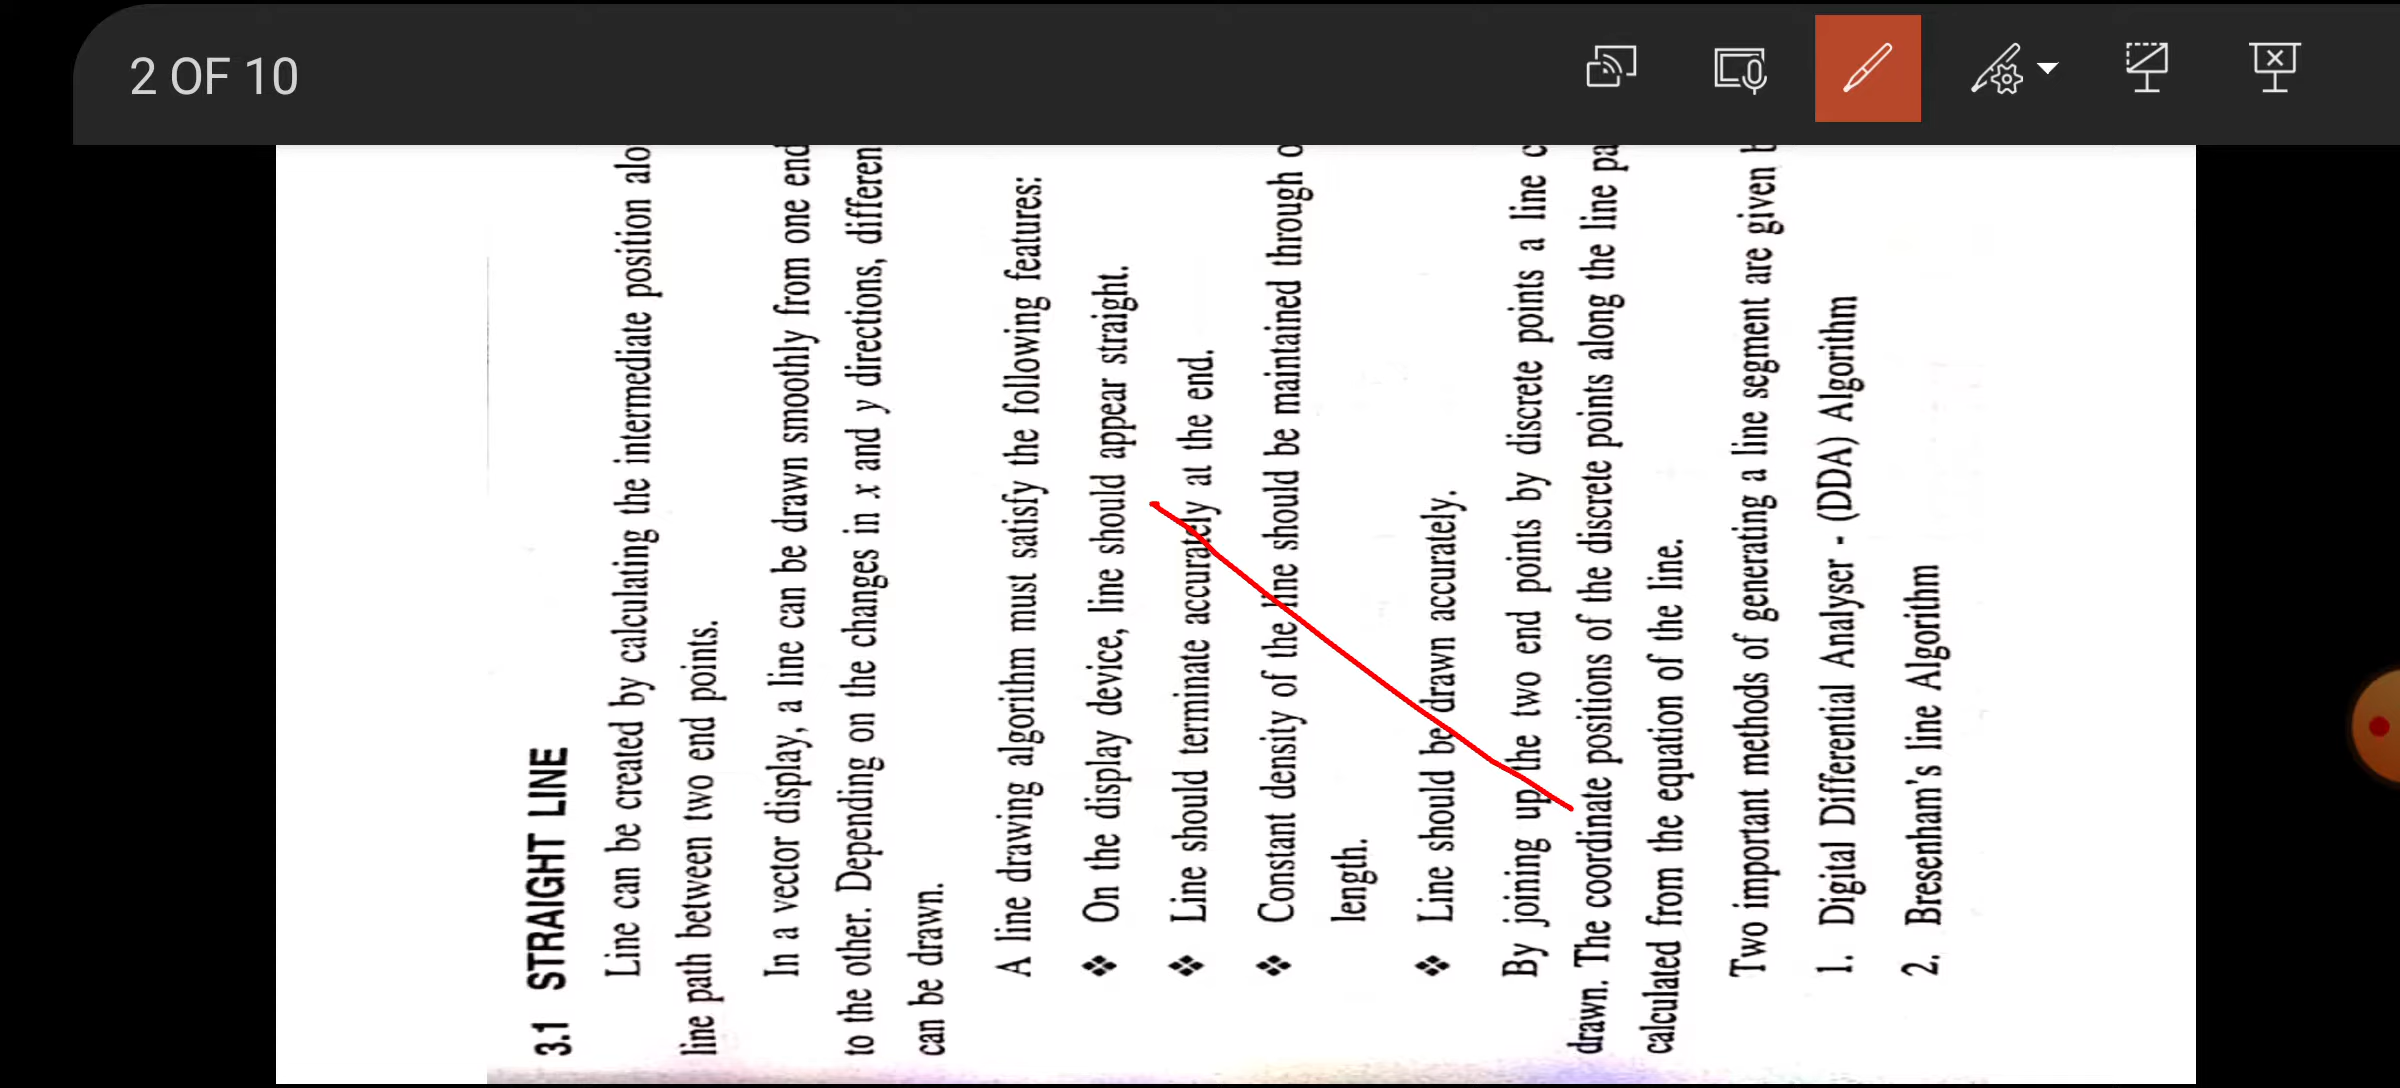 2 OF 10
3.1 STRAIGHT LINE
Line can be created by calculating the intermediate position
line path between two end points.
In a vector display, a line can be drawn smoothly from one end
to the other. Depending on the changes in x and y directions,
can be drawn.
A line drawing algorithm must satisfy the following features:
❖ On the display device, line should appear straight.
❖ Line should terminate accurately at the end.
❖ Constant density of the line should be maintained through
length.
❖ Line should be drawn accurately.
By joining up the two end points by discrete points a line
drawn. The coordinate positions of the discrete points along the line
calculated from the equation of the line.
Two important methods of generating a line segment are given
1. Digital Differential Analyser - (DDA) Algorithm
2. Bresenham's line Algorithm